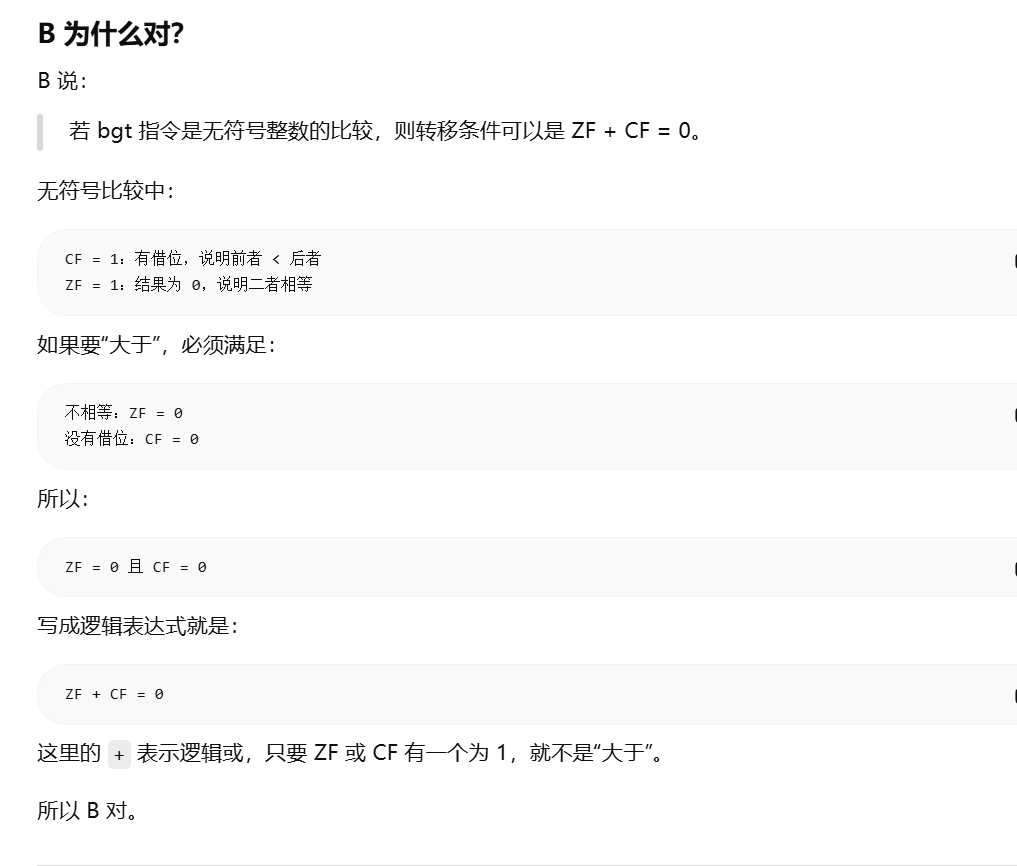 B 为什么对？
B 说：
若 bgt 指令是无符号整数的比较，则转移条件可以是 ZF + CF = 0。
无符号比较中：
CF = 1：有借位，说明前者 < 后者
ZF = 1：结果为 0，说明二者相等
如果要“大于”，必须满足：
不相等：ZF = 0
没有借位：CF = 0
所以：
ZF = 0 且 CF = 0
写成逻辑表达式就是：
ZF + CF = 0
这里的 + 表示逻辑或，只要 ZF 或 CF 有一个为 1，就不是“大于”。
所以 B 对。